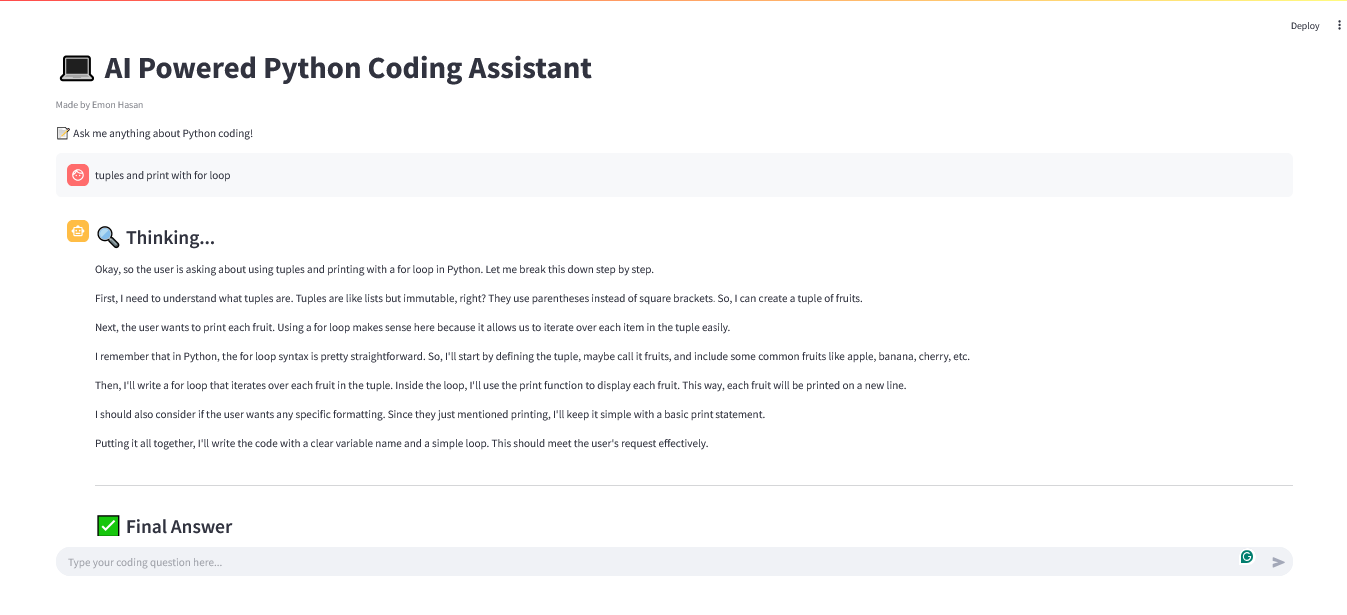 Deploy
AI Powered Python Coding Assistant
Made by Emon Hasan
Ask me anything about Python coding!
tuples and print with for loop
Thinking...
Okay, so the user is asking about using tuples and printing with a for loop in Python. Let me break this down step by step.
First, I need to understand what tuples are. Tuples are like lists but immutable, right? They use parentheses instead of square brackets. So, I can create a tuple of fruits.
Next, the user wants to print each fruit. Using a for loop makes sense here because it allows us to iterate over each item in the tuple easily.
I remember that in Python, the for loop syntax is pretty straightforward. So, I'll start by defining the tuple, maybe call it fruits, and include some common fruits like apple, banana, cherry, etc.
Then, I'll write a for loop that iterates over each fruit in the tuple. Inside the loop, I'll use the print function to display each fruit. This way, each fruit will be printed on a new line.
I should also consider if the user wants any specific formatting. Since they just mentioned printing, I'll keep it simple with a basic print statement.
Putting it all together, I'll write the code with a clear variable name and a simple loop. This should meet the user's request effectively.
Final Answer
Type your coding question here...